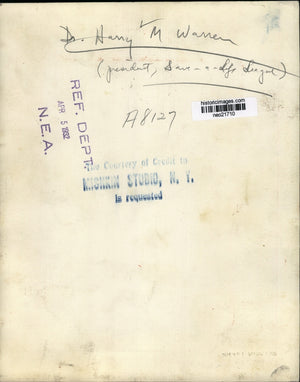 Dr. Harry M Warren
(president, Save-a-Life League)
historicimages.com
nes21710
A8127
REF. DEPT.
APR 5 1932
N.E.A.
The Courtesy of Credit to
MISHKIN STUDIO, N. Y.
is requested